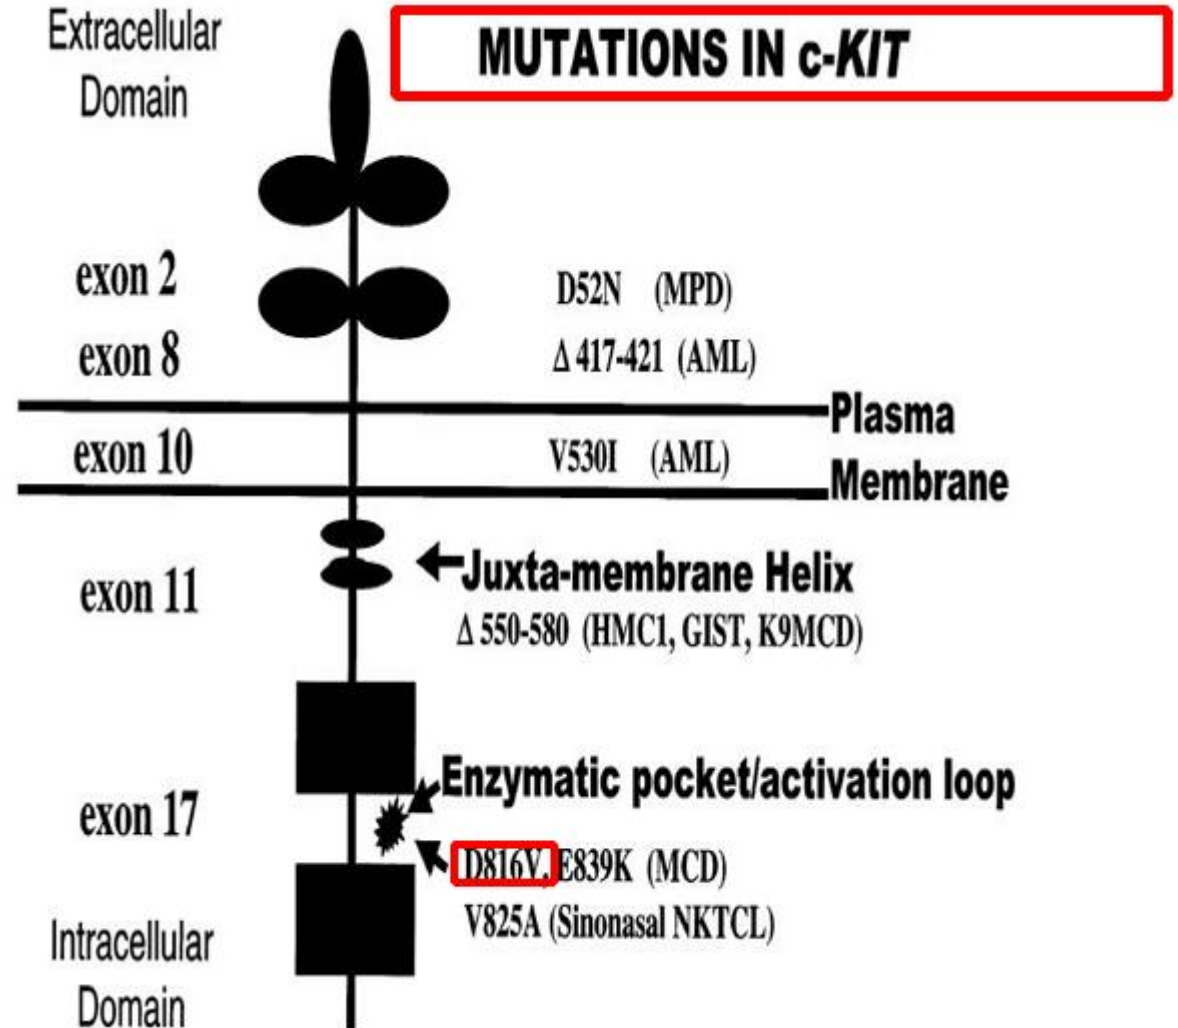 Extracellular
Domain
MUTATIONS IN c-KIT
exon 2
D52N (MPD)
exon 8
Δ 417-421 (AML)
Plasma
exon 10
V530I (AML)
Membrane
Juxta-membrane Helix
exon 11
Δ 550-580 (HMC1, GIST, K9MCD)
Enzymatic pocket/activation loop
exon 17
D816V, E839K (MCD)
V825A (Sinonasal NKTCL)
Intracellular
Domain